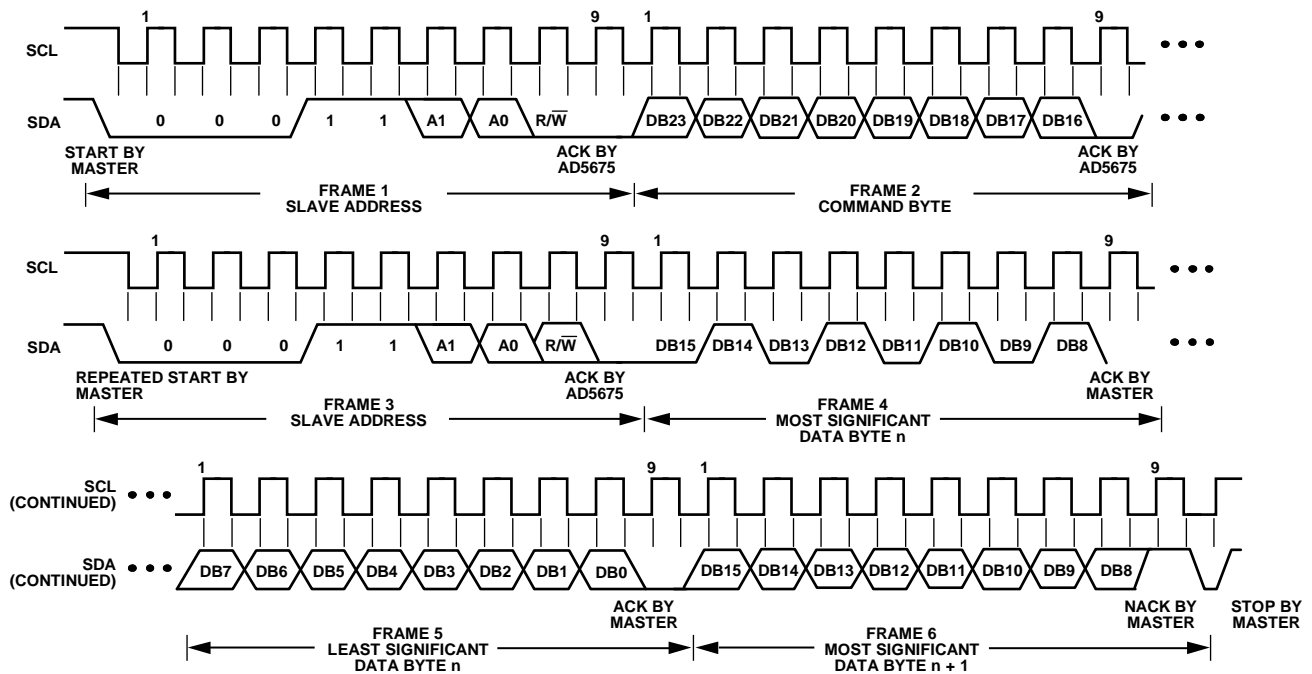 1 9 1 9
SCL
SDA 0 0 0 1 1 A1 A0 R/W̅ DB23 DB22 DB21 DB20 DB19 DB18 DB17 DB16
START BY MASTER
ACK BY AD5675
ACK BY AD5675
FRAME 1
SLAVE ADDRESS
FRAME 2
COMMAND BYTE
1 9 1 9
SCL
SDA 0 0 0 1 1 A1 A0 R/W̅ DB15 DB14 DB13 DB12 DB11 DB10 DB9 DB8
REPEATED START BY
MASTER
ACK BY
AD5675
ACK BY
MASTER
FRAME 3
SLAVE ADDRESS
FRAME 4
MOST SIGNIFICANT
DATA BYTE n
1 9 1 9
SCL
(CONTINUED)
SDA
(CONTINUED)
DB7 DB6 DB5 DB4 DB3 DB2 DB1 DB0 DB15 DB14 DB13 DB12 DB11 DB10 DB9 DB8
ACK BY
MASTER
NACK BY
MASTER
STOP BY
MASTER
FRAME 5
LEAST SIGNIFICANT
DATA BYTE n
FRAME 6
MOST SIGNIFICANT
DATA BYTE n + 1